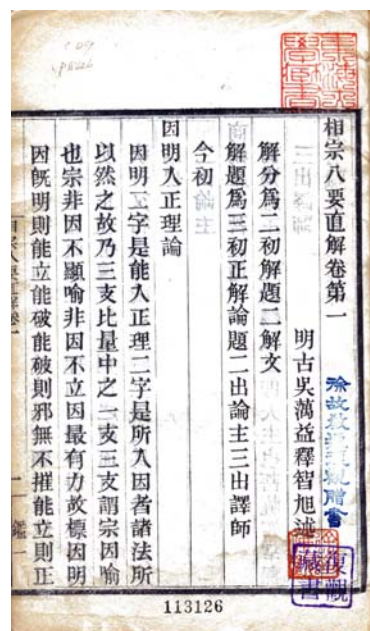 相宗八要直解卷第一
明古吳蕅益釋智旭述
解分爲二初解題二解文
解題爲三初正解論題二出論主三出譯師
今初
因明入正理論
因明二字是能入正理二字是所入因者諸法所
以然之故乃三支比量中之一支三支謂宗因喻
也宗非因不顯喻非因不立因最有力故標因明
因既明則能立能破能破則邪無不摧能立則正
113126